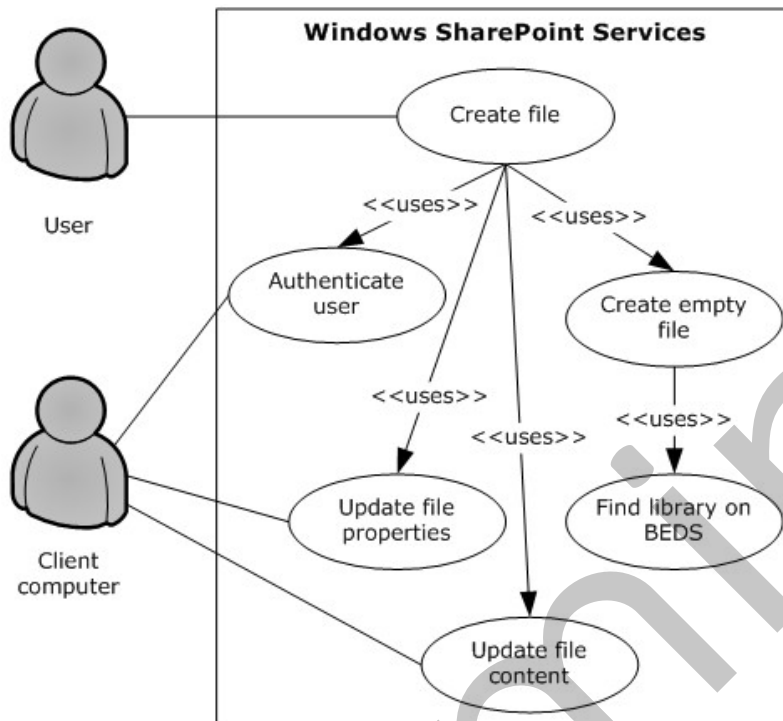 Windows SharePoint Services
Create file
User
<<uses>>
<<uses>>
Authenticate
user
Create empty
file
<<uses>>
<<uses>>
<<uses>>
Update file
properties
Find library on
BEDS
Client
computer
Update file
content